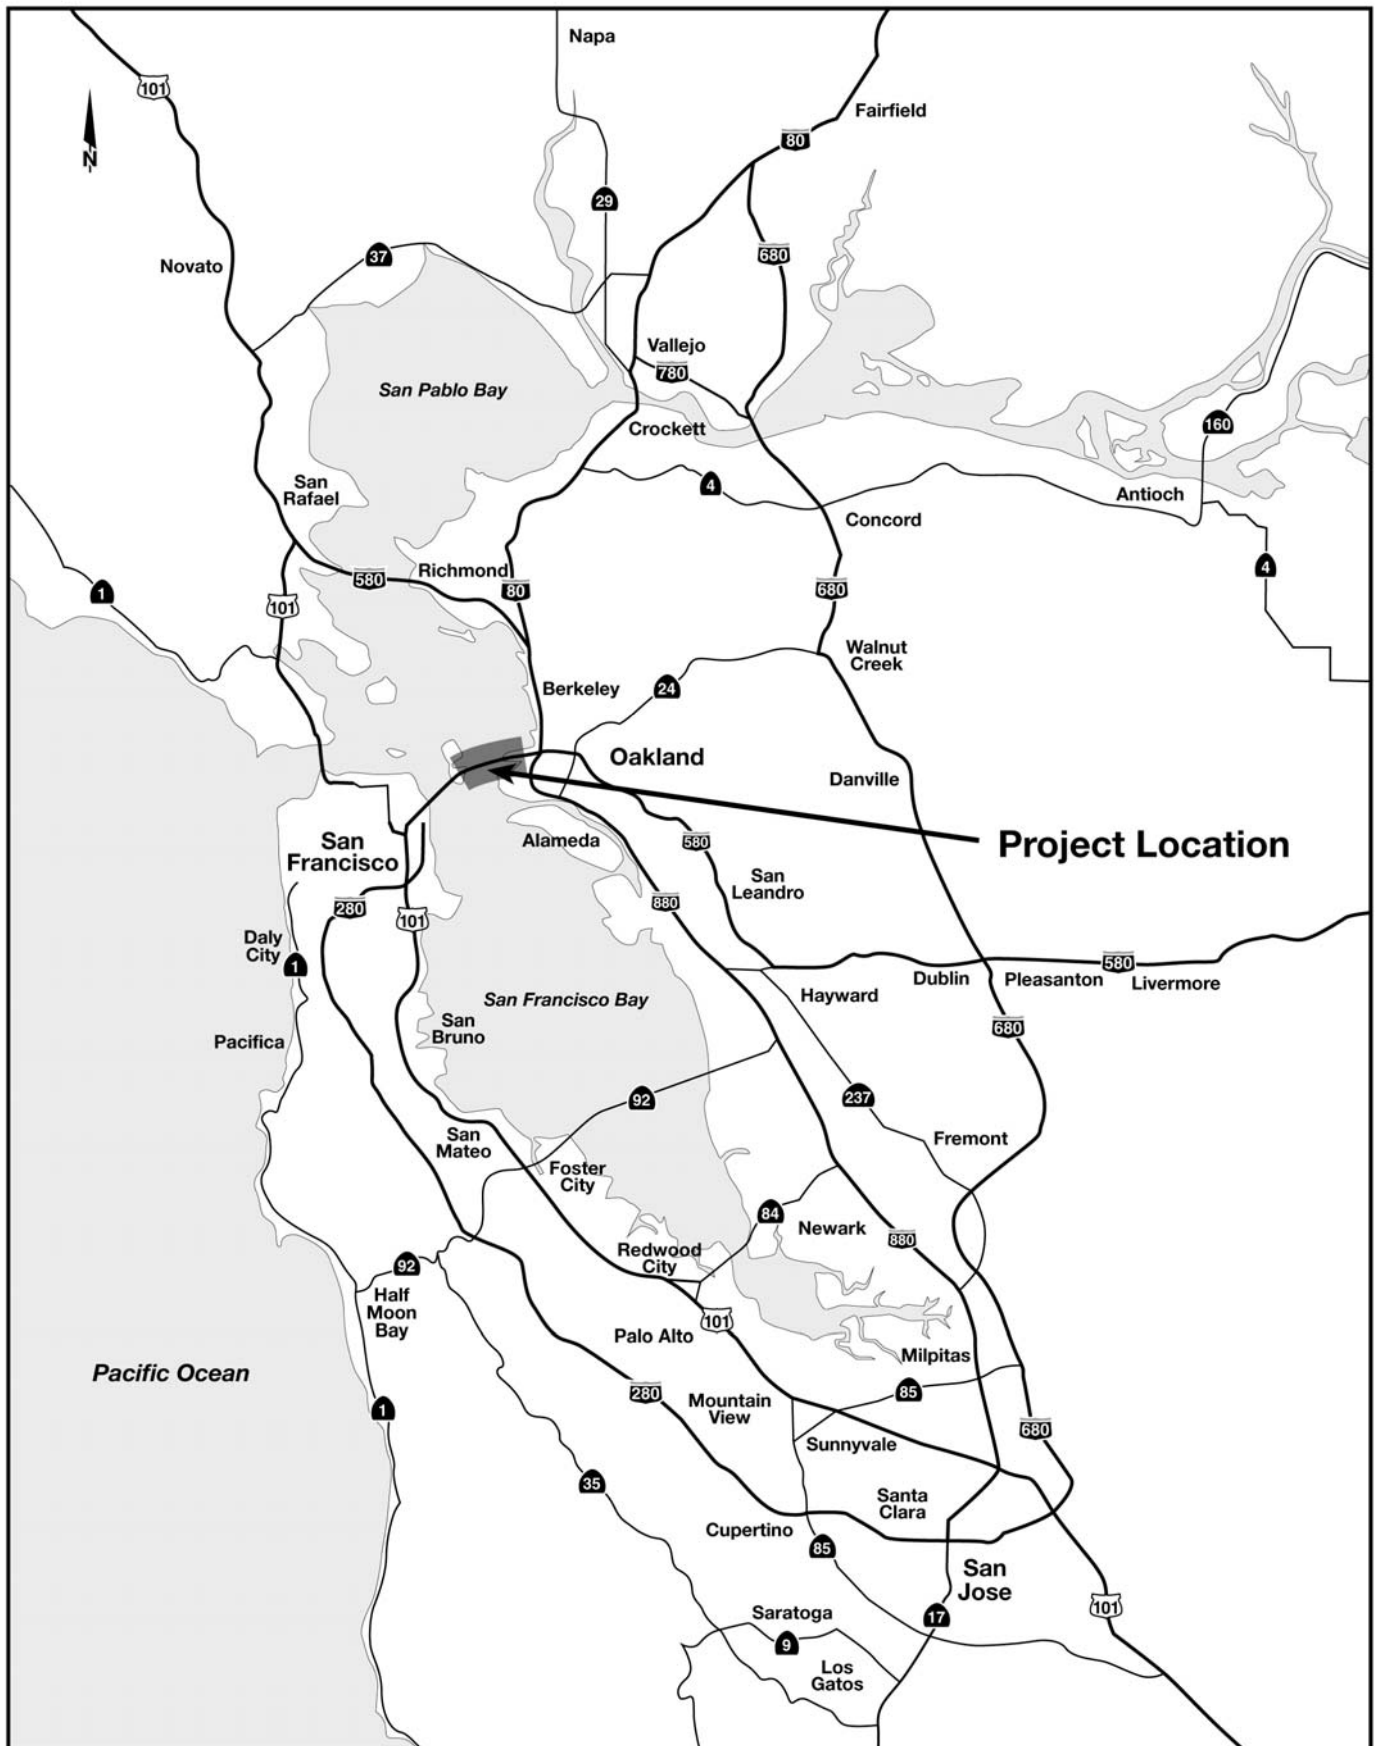 Napa
101
Fairfield
80
N
29
37
680
Novato
Vallejo
780
San Pablo Bay
160
Crockett
San
Rafael
4
Antioch
Concord
4
Richmond
580
80
680
1
101
Walnut
Creek
24
Berkeley
Oakland
Danville
Project Location
Alameda
580
San
Francisco
San
Leandro
880
280
101
Daly
City
1
580
Dublin
Pleasanton
Livermore
Hayward
San Francisco Bay
San
Bruno
680
Pacifica
92
237
San
Mateo
Fremont
Foster
City
84
Newark
880
Redwood
City
92
Half
Moon
Bay
101
Palo Alto
Milpitas
Pacific Ocean
280
85
1
Mountain
View
680
Sunnyvale
35
Santa
Clara
Cupertino
85
San
Jose
101
Saratoga
17
9
Los
Gatos